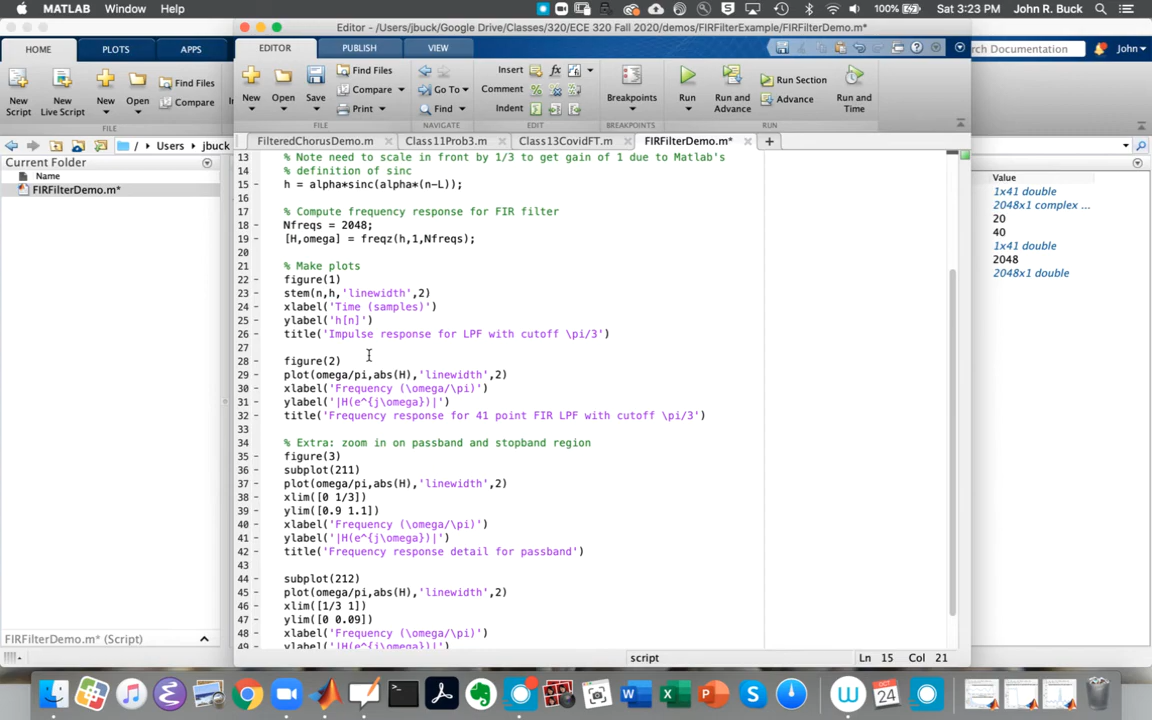 MATLAB Window Help 100% Sat 3:23 PM John R. Buck
Editor - /Users/jbuck/Google Drive/Classes/320/ECE 320 Fall 2020/demos/FIRFilterExample/FIRFilterDemo.m*
HOME PLOTS APPS EDITOR PUBLISH VIEW rch Documentation John
New Script New Live Script New Open Find Files Compare
FILE
New Open Save Find Files Compare Print Go To Find Insert fx Comment Indent Breakpoints Run Run and Advance Run Section Advance Run and Time
FILE NAVIGATE EDIT BREAKPOINTS RUN
/ Users jbuck
FilteredChorusDemo.m Class11Prob3.m Class13CovidFT.m FIRFilterDemo.m* +
Current Folder
Name
FIRFilterDemo.m*
13 % Note need to scale in front by 1/3 to get gain of 1 due to Matlab's
14 % definition of sinc
15 - h = alpha*sinc(alpha*(n-L));
16
17 % Compute frequency response for FIR filter
18 - Nfreqs = 2048;
19 - [H,omega] = freqz(h,1,Nfreqs);
20
21 % Make plots
22 - figure(1)
23 - stem(n,h,'linewidth',2)
24 - xlabel('Time (samples)')
25 - ylabel('h[n]')
26 - title('Impulse response for LPF with cutoff \pi/3')
27
28 - figure(2)
29 - plot(omega/pi,abs(H),'linewidth',2)
30 - xlabel('Frequency (\omega/\pi)')
31 - ylabel('|H(e^{j\omega})|')
32 - title('Frequency response for 41 point FIR LPF with cutoff \pi/3')
33
34 % Extra: zoom in on passband and stopband region
35 - figure(3)
36 - subplot(211)
37 - plot(omega/pi,abs(H),'linewidth',2)
38 - xlim([0 1/3])
39 - ylim([0.9 1.1])
40 - xlabel('Frequency (\omega/\pi)')
41 - ylabel('|H(e^{j\omega})|')
42 - title('Frequency response detail for passband')
43
44 - subplot(212)
45 - plot(omega/pi,abs(H),'linewidth',2)
46 - xlim([1/3 1])
47 - ylim([0 0.09])
48 - xlabel('Frequency (\omega/\pi)')
49 - ylabel('|H(e^{j\omega})|')
Value
1x41 double
2048x1 complex ...
20
40
1x41 double
2048
2048x1 double
FIRFilterDemo.m* (Script)
script Ln 15 Col 21
OCT 24